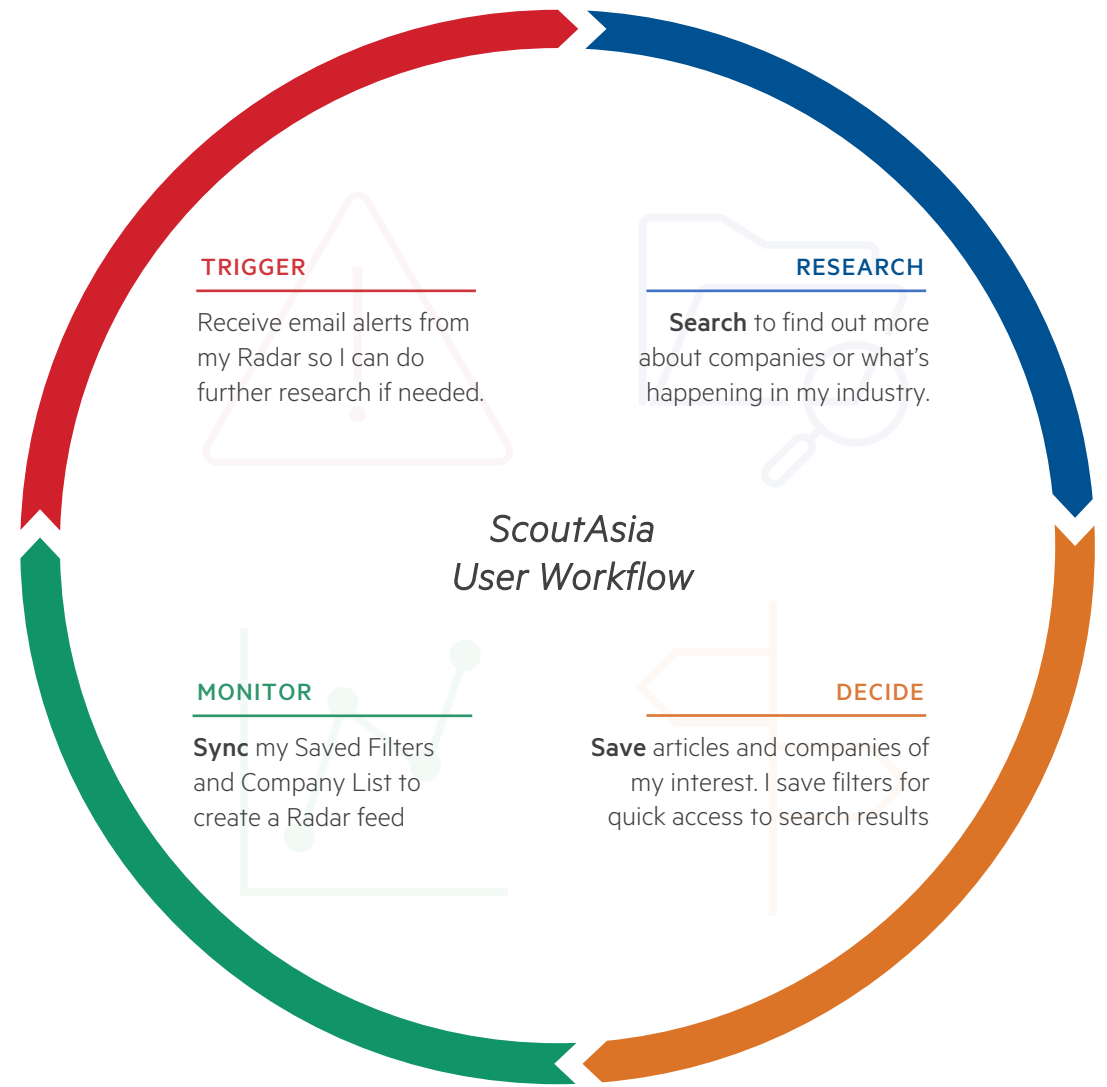 TRIGGER
Receive email alerts from
my Radar so I can do
further research if needed.
RESEARCH
Search to find out more
about companies or what’s
happening in my industry.
ScoutAsia
User Workflow
MONITOR
Sync my Saved Filters
and Company List to
create a Radar feed
DECIDE
Save articles and companies of
my interest. I save filters for
quick access to search results